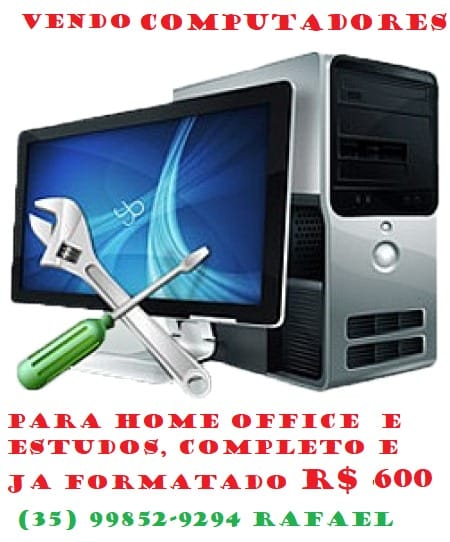 VENDO COMPUTADORES
PARA HOME OFFICE E
ESTUDOS, COMPLETO E
JA FORMATADO R$ 600
(35) 99852-9294 RAFAEL